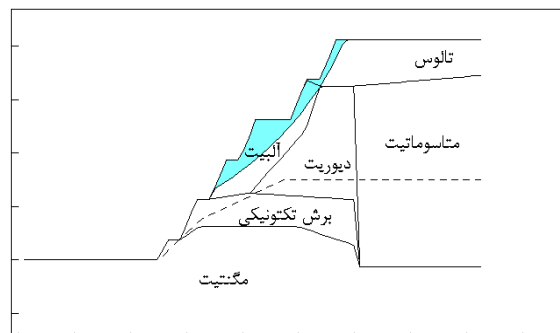 تالوس
متاسوماتیت
آلبیت
دیوریت
برش تکتونیکی
مگنتیت